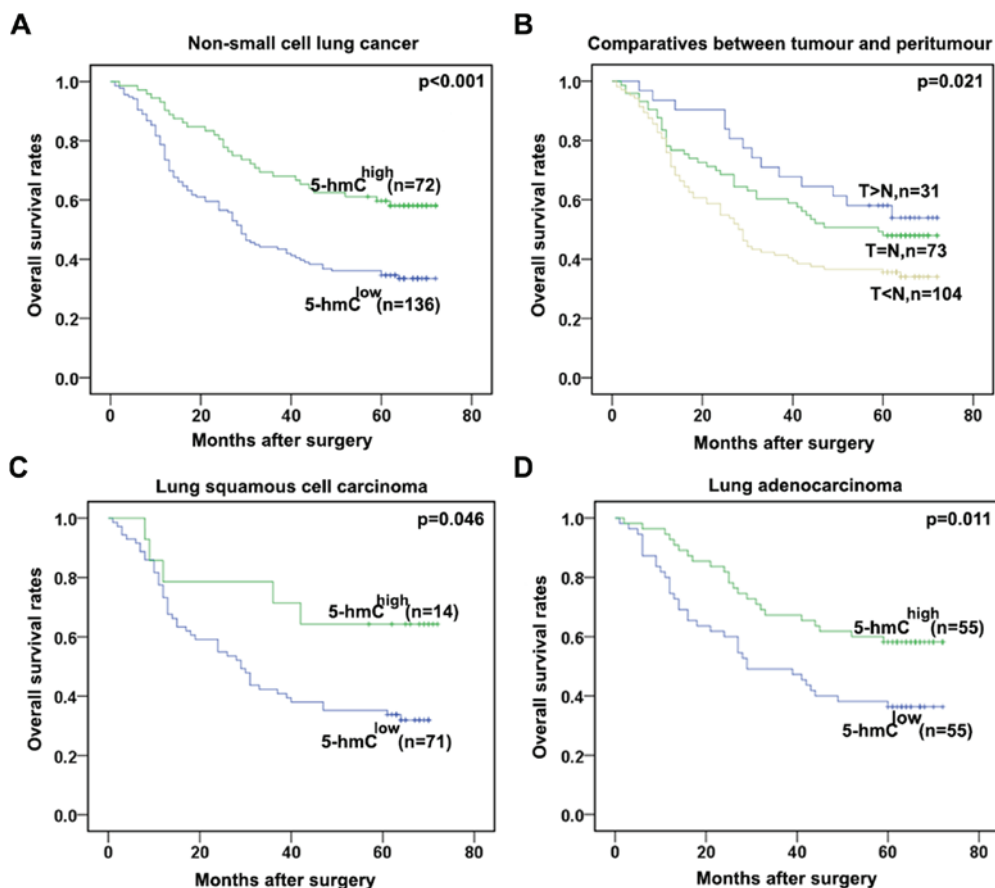 A
Non-small cell lung cancer
p<0.001
1.0
0.8
0.6
0.4
0.2
0.0
Overall survival rates
5-hmC high (n=72)
5-hmC low (n=136)
0 20 40 60 80
Months after surgery
B
Comparatives between tumour and peritumour
p=0.021
1.0
0.8
0.6
0.4
0.2
0.0
Overall survival rates
T>N,n=31
T=N,n=73
T<N,n=104
0 20 40 60 80
Months after surgery
C
Lung squamous cell carcinoma
p=0.046
1.0
0.8
0.6
0.4
0.2
0.0
Overall survival rates
5-hmC high (n=14)
5-hmC low (n=71)
0 20 40 60 80
Months after surgery
D
Lung adenocarcinoma
p=0.011
1.0
0.8
0.6
0.4
0.2
0.0
Overall survival rates
5-hmC high (n=55)
5-hmC low (n=55)
0 20 40 60 80
Months after surgery